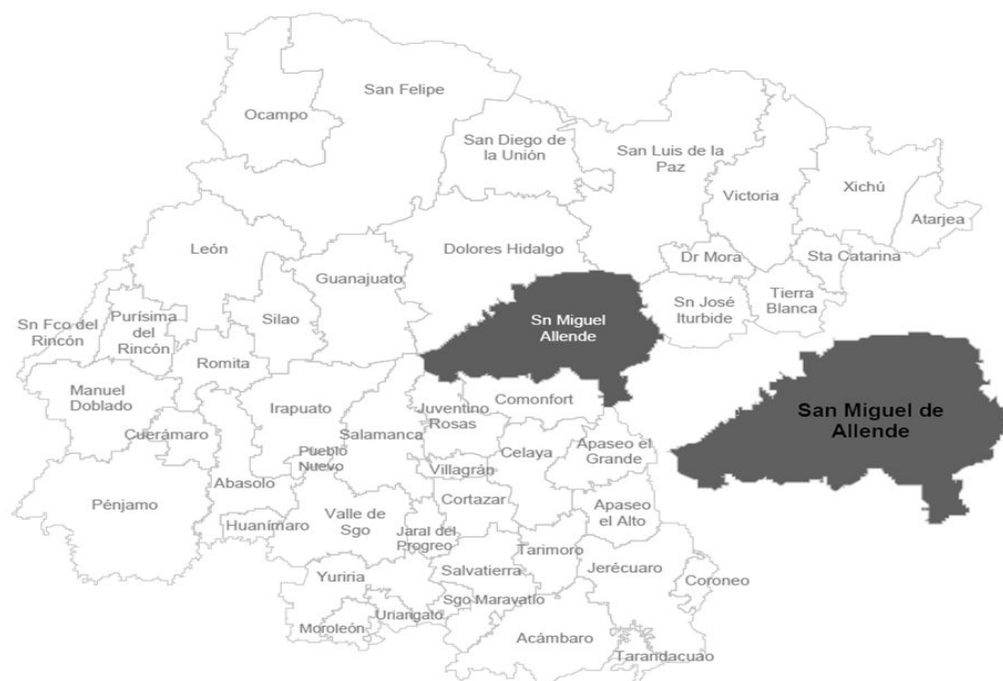 San Felipe
Ocampo
San Diego de
la Unión
San Luis de la
Paz
Victoria
Xichú
Atarjea
León
Guanajuato
Dolores Hidalgo
Dr Mora
Sta Catarina
Sn Fco del
Rincón
Purísima
del
Rincón
Silao
Sn Miguel
Allende
Sn José
Iturbide
Tierra
Blanca
Romita
Manuel
Doblado
Cuerámaro
Irapuato
Pueblo
Nuevo
Salamanca
Juventino
Rosas
Comonfort
Celaya
Apaseo el
Grande
San Miguel de
Allende
Pénjamo
Abasolo
Huanímaro
Valle de
Sgo
Villagrán
Cortazar
Jaral del
Progreo
Apaseo
el Alto
Tarimoro
Jerécuaro
Coroneo
Yuriria
Salvatierra
Moroleón
Uriangato
Sgo Maravatío
Acámbaro
Tarandacuao